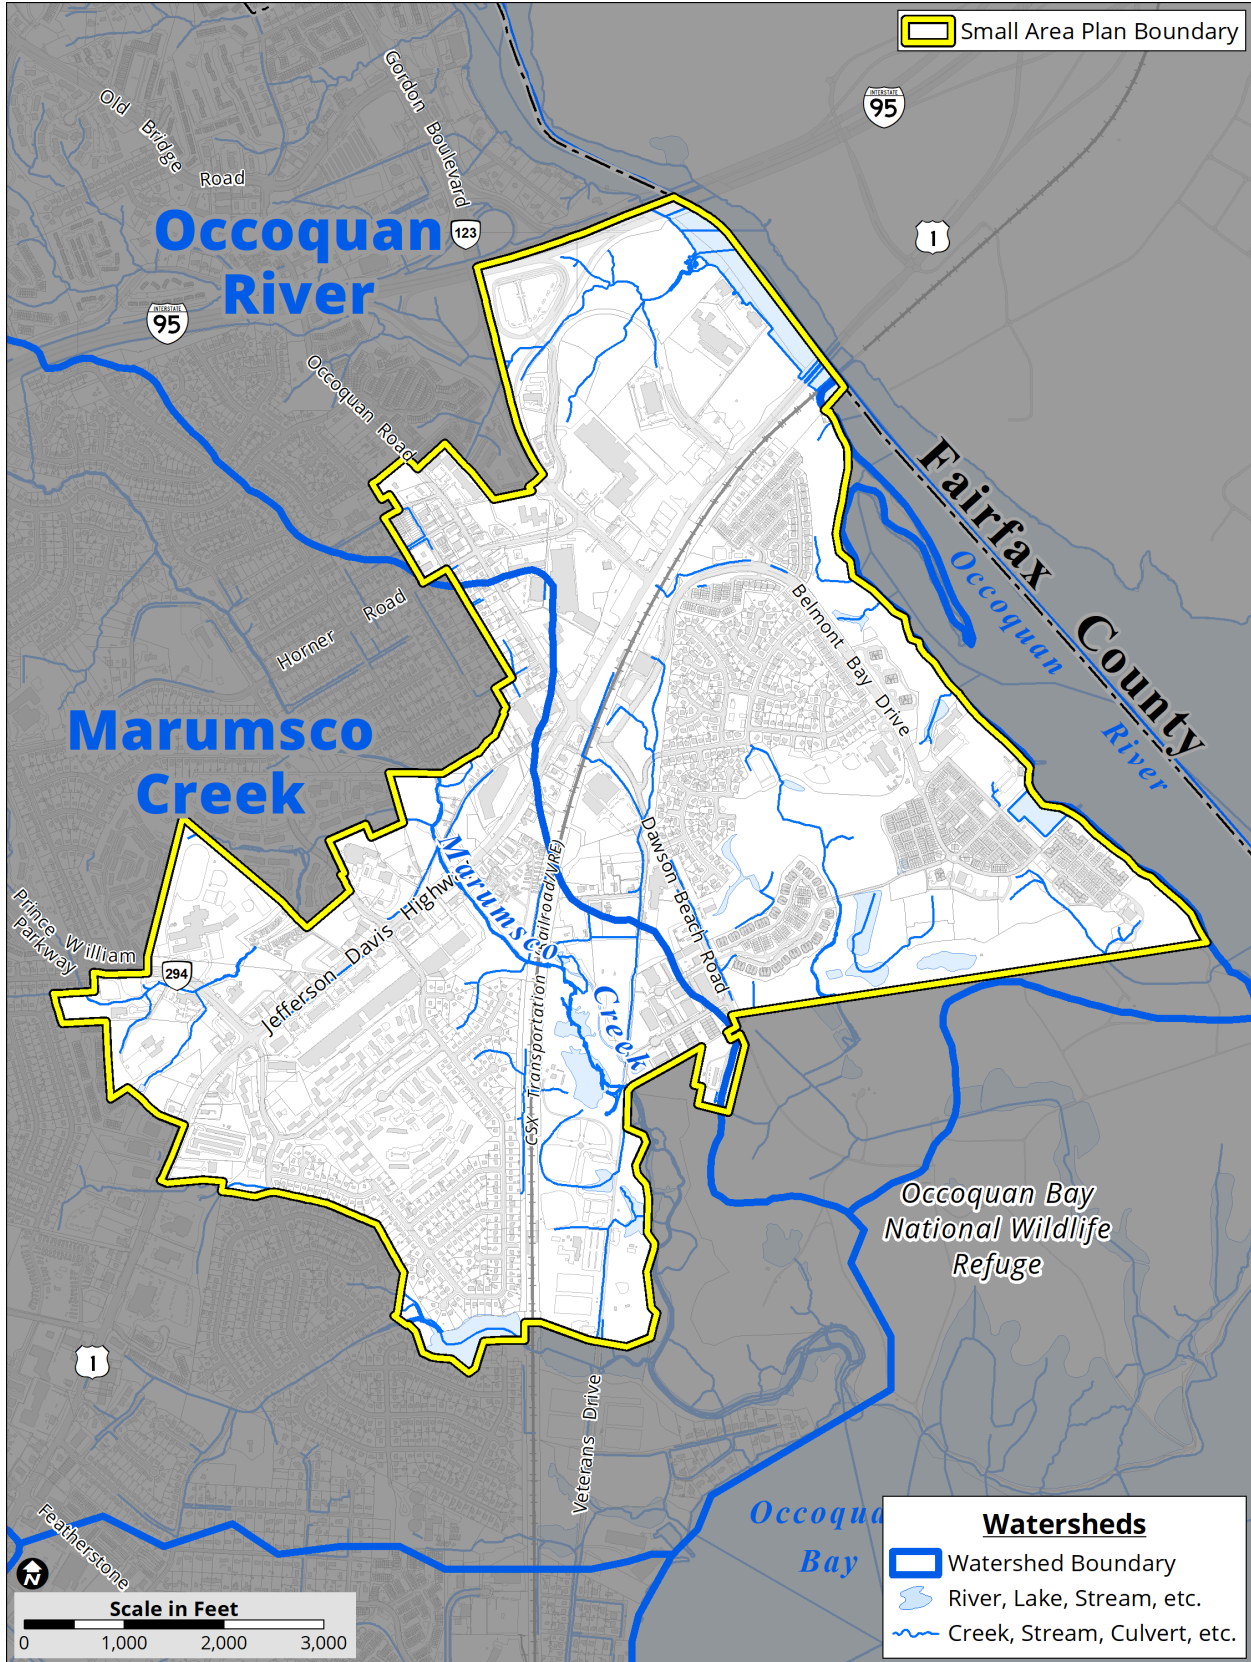 Small Area Plan Boundary
INTERSTATE
95
Gordon Boulevard
Old Bridge Road
Occoquan
River
123
1
INTERSTATE
95
Occoquan Road
Fairfax County
Occoquan River
Horner Road
Belmont Bay Drive
Marumsco
Creek
Marumsco Creek
Dawson Beach Road
Jefferson Davis
Prince William
Parkway
294
CSX Transportation
ailroad/VRE)
Occoquan Bay
National Wildlife
Refuge
1
Veterans Drive
Featherstone
Bay
N
Scale in Feet
0 1,000 2,000 3,000
Watersheds
Watershed Boundary
River, Lake, Stream, etc.
Creek, Stream, Culvert, etc.